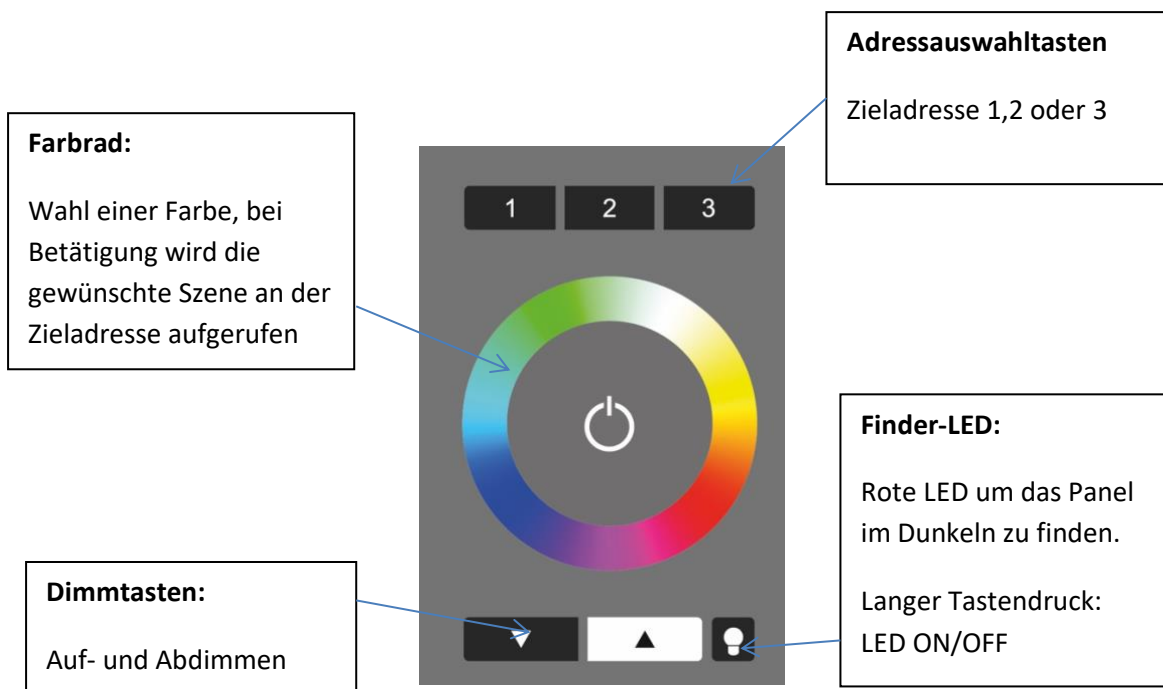 Adressauswahltasten
Zieladresse 1,2 oder 3
Farbrad:
Wahl einer Farbe, bei
Betätigung wird die
gewünschte Szene an der
Zieladresse aufgerufen
1 2 3
Finder-LED:
Rote LED um das Panel
im Dunkeln zu finden.
Langer Tastendruck:
LED ON/OFF
Dimmtasten:
Auf- und Abdimmen